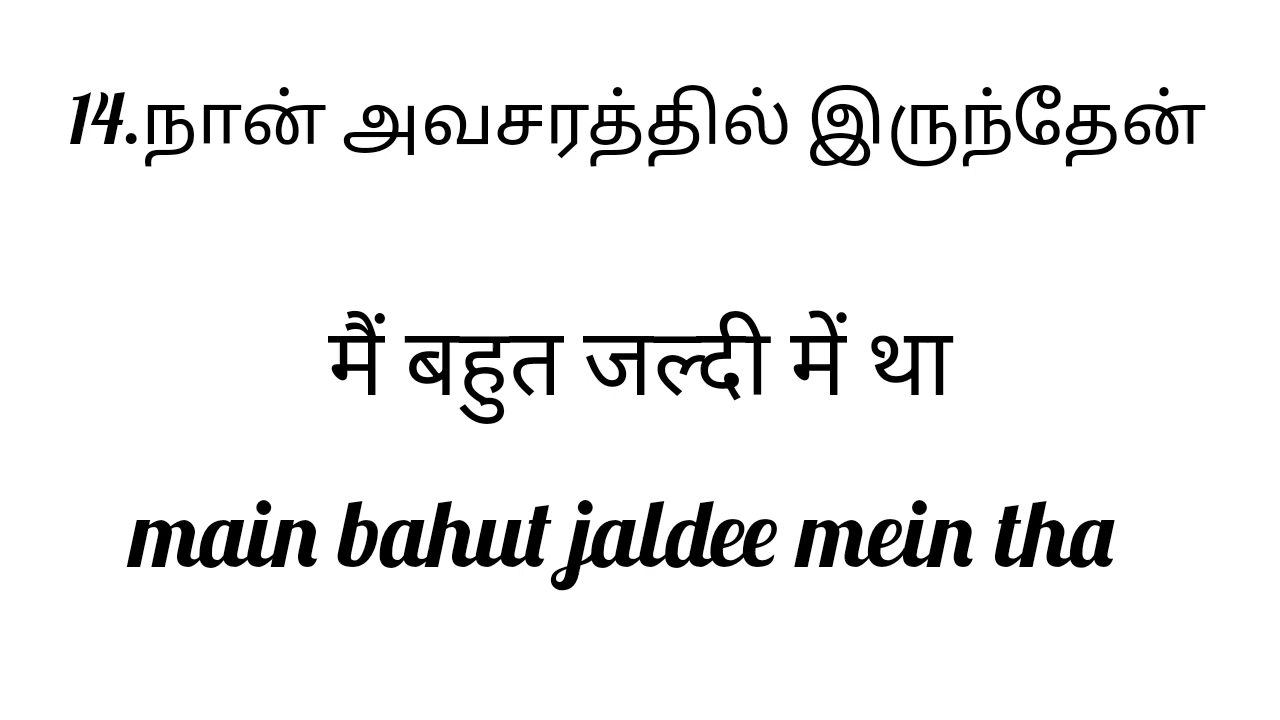 14.நான் அவசரத்தில் இருந்தேன்
मैं बहुत जल्दी में था
main bahut jaldee mein tha